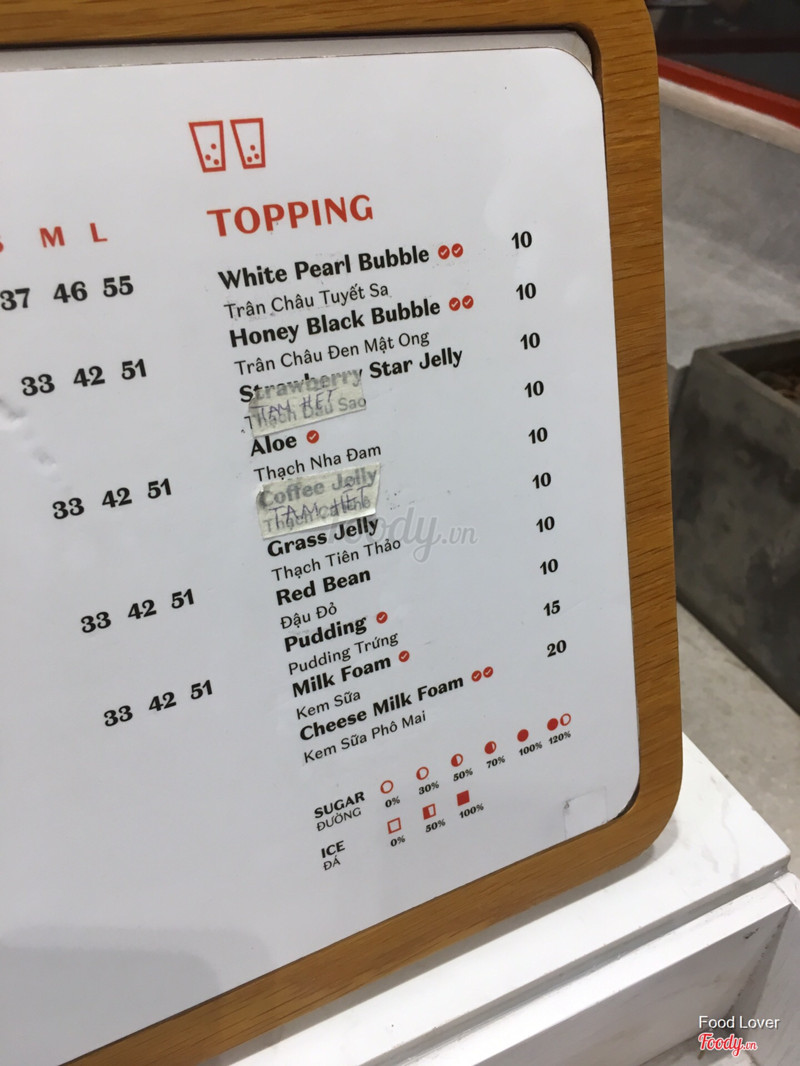 S M L
37 46 55
33 42 51
33 42 51
33 42 51
33 42 51
TOPPING
White Pearl Bubble 10
Trân Châu Tuyết Sa
Honey Black Bubble 10
Trân Châu Đen Mật Ong
Strawberry Star Jelly 10
TẠM HẾT
Thạch Dâu Sao
Aloe 10
Thạch Nha Đam
Coffee Jelly 10
TẠM HẾT
Thạch
Grass Jelly 10
Thạch Tiên Thảo
Red Bean 10
Đậu Đỏ
Pudding 10
Pudding Trứng
Milk Foam 15
Kem Sữa
Cheese Milk Foam 20
Kem Sữa Phô Mai
SUGAR
ĐƯỜNG
0% 30% 50% 70% 100% 120%
ICE
ĐÁ
0% 50% 100%
foody.vn
Food Lover
Foody.vn